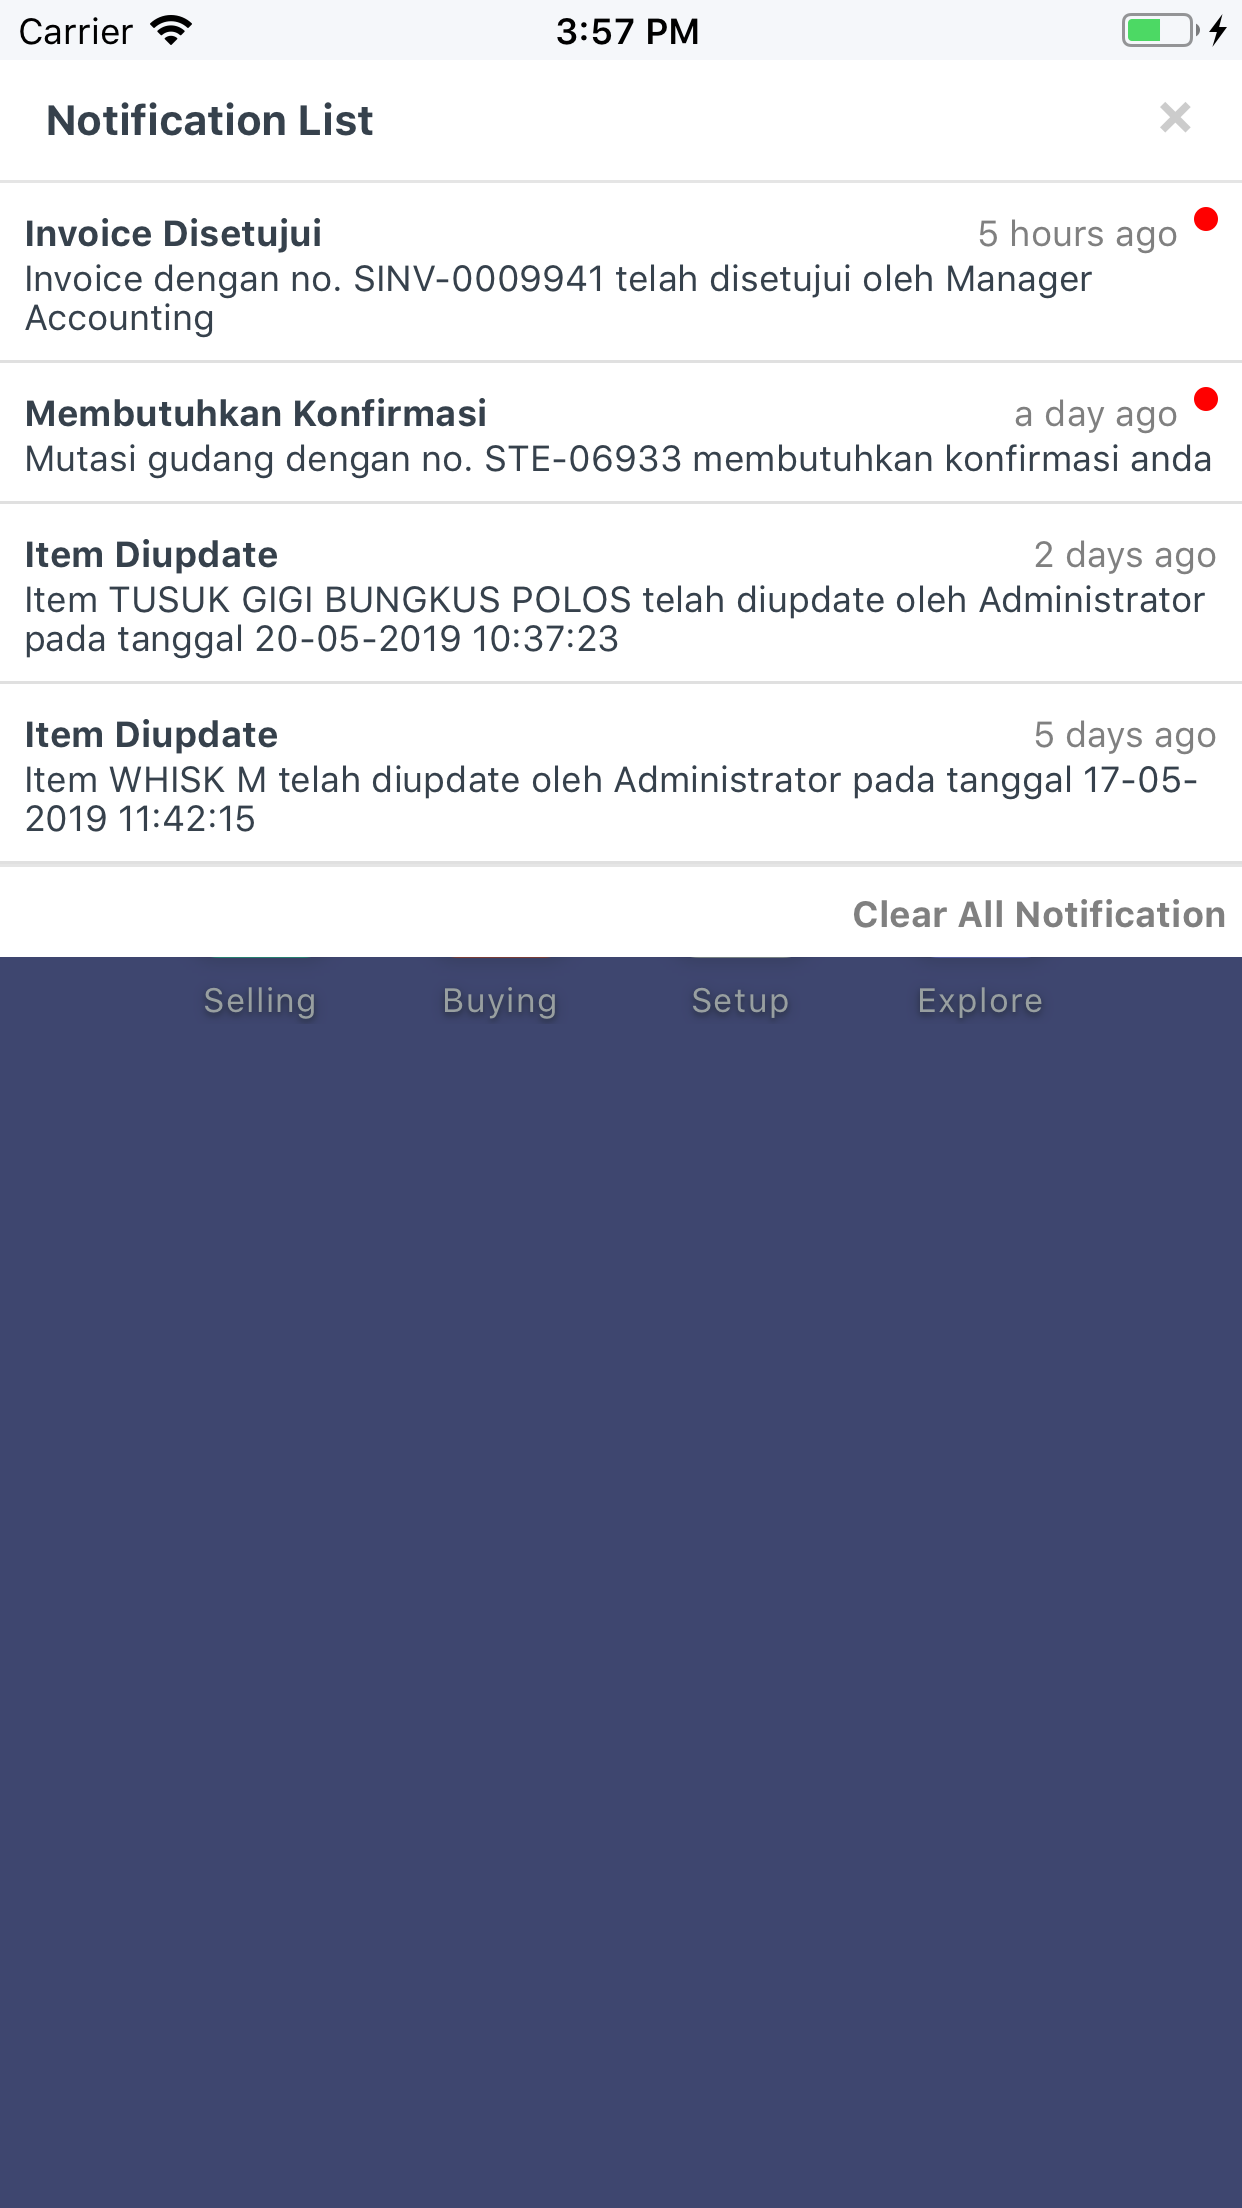 Carrier 3:57 PM
Notification List
Invoice Disetujui 5 hours ago
Invoice dengan no. SINV-0009941 telah disetujui oleh Manager
Accounting
Membutuhkan Konfirmasi a day ago
Mutasi gudang dengan no. STE-06933 membutuhkan konfirmasi anda
Item Diupdate 2 days ago
Item TUSUK GIGI BUNGKUS POLOS telah diupdate oleh Administrator
pada tanggal 20-05-2019 10:37:23
Item Diupdate 5 days ago
Item WHISK M telah diupdate oleh Administrator pada tanggal 17-05-
2019 11:42:15
Clear All Notification
Selling Buying Setup Explore